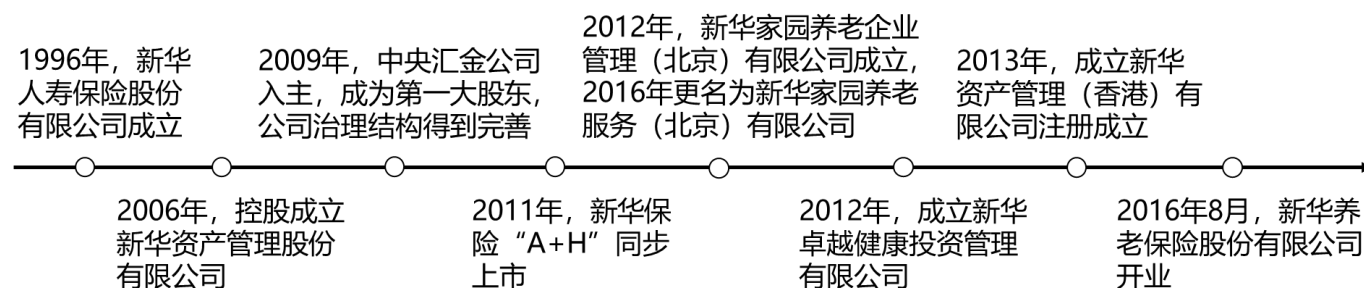 1996年，新华
人寿保险股份
有限公司成立
2006年，控股成立
新华资产管理股份
有限公司
2009年，中央汇金公司
入主，成为第一大股东，
公司治理结构得到完善
2011年，新华保
险“A+H”同步
上市
2012年，新华家园养老企业
管理（北京）有限公司成立，
2016年更名为新华家园养老
服务（北京）有限公司
2012年，成立新华
卓越健康投资管理
有限公司
2013年，成立新华
资产管理（香港）有
限公司注册成立
2016年8月，新华养
老保险股份有限公司
开业